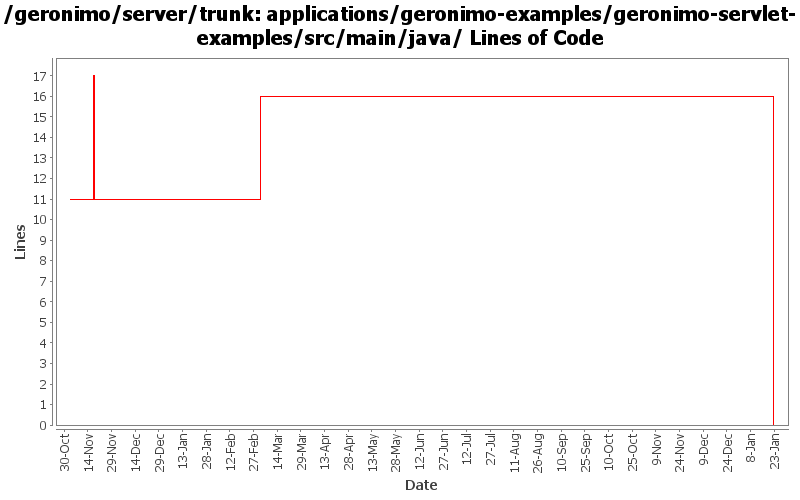 /geronimo/server/trunk: applications/geronimo-examples/geronimo-servlet-
examples/src/main/java/ Lines of Code
Lines
17
16
15
14
13
12
11
10
9
8
7
6
5
4
3
2
1
0
30-Oct
14-Nov
29-Nov
14-Dec
29-Dec
13-Jan
28-Jan
12-Feb
27-Feb
14-Mar
29-Mar
13-Apr
28-Apr
13-May
28-May
12-Jun
27-Jun
12-Jul
27-Jul
11-Aug
26-Aug
10-Sep
25-Sep
10-Oct
25-Oct
9-Nov
24-Nov
9-Dec
24-Dec
8-Jan
23-Jan
Date